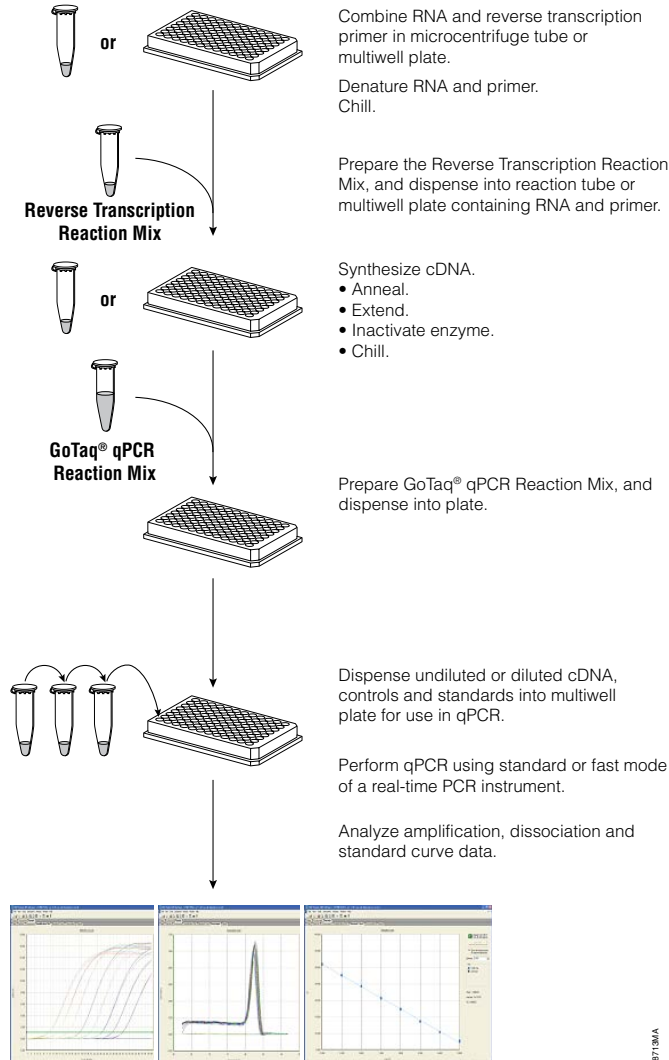 or
Combine RNA and reverse transcription
primer in microcentrifuge tube or
multiwell plate.
Denature RNA and primer.
Chill.
Reverse Transcription
Reaction Mix
Prepare the Reverse Transcription Reaction
Mix, and dispense into reaction tube or
multiwell plate containing RNA and primer.
or
Synthesize cDNA.
• Anneal.
• Extend.
• Inactivate enzyme.
• Chill.
GoTaq® qPCR
Reaction Mix
Prepare GoTaq® qPCR Reaction Mix, and
dispense into plate.
Dispense undiluted or diluted cDNA,
controls and standards into multiwell
plate for use in qPCR.
Perform qPCR using standard or fast mode
of a real-time PCR instrument.
Analyze amplification, dissociation and
standard curve data.
8713MA